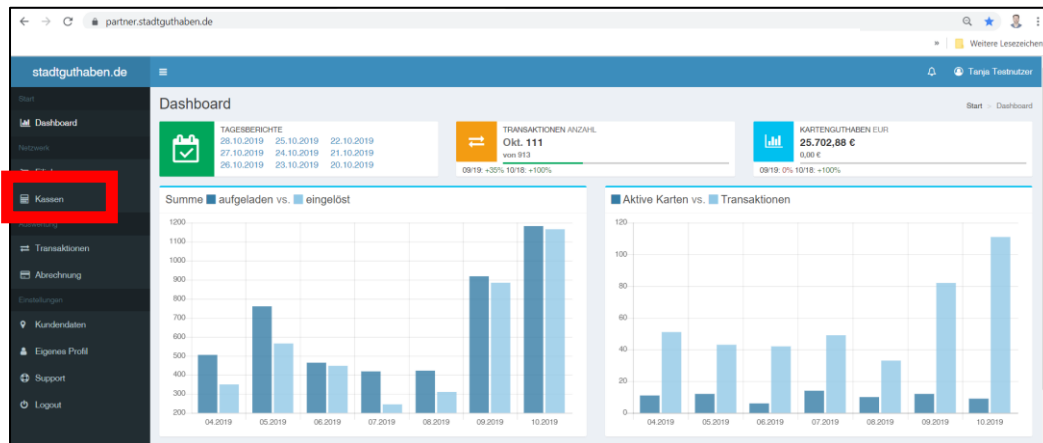 partner.stadtguthaben.de
» Weitere Lesezeichen
stadtguthaben.de
Tanja Testnutzer
Start
Dashboard
Netzwerk
Kassen
Auswertung
Transaktionen
Abrechnung
Einstellungen
Kundendaten
Eigenes Profil
Support
Logout
Dashboard
Start > Dashboard
TAGESBERICHTE
28.10.2019 25.10.2019 22.10.2019
27.10.2019 24.10.2019 21.10.2019
26.10.2019 23.10.2019 20.10.2019
TRANSAKTIONEN ANZAHL
Okt. 111
von 913
09/19: +35% 10/18: +100%
KARTENGUTHABEN EUR
25.702,88 €
0,00 €
09/19: 0% 10/18: +100%
Summe aufgeladen vs. eingelöst
1200
1100
1000
900
800
700
600
500
400
300
200
04.2019 05.2019 06.2019 07.2019 08.2019 09.2019 10.2019
Aktive Karten vs. Transaktionen
120
100
80
60
40
20
0
04.2019 05.2019 06.2019 07.2019 08.2019 09.2019 10.2019